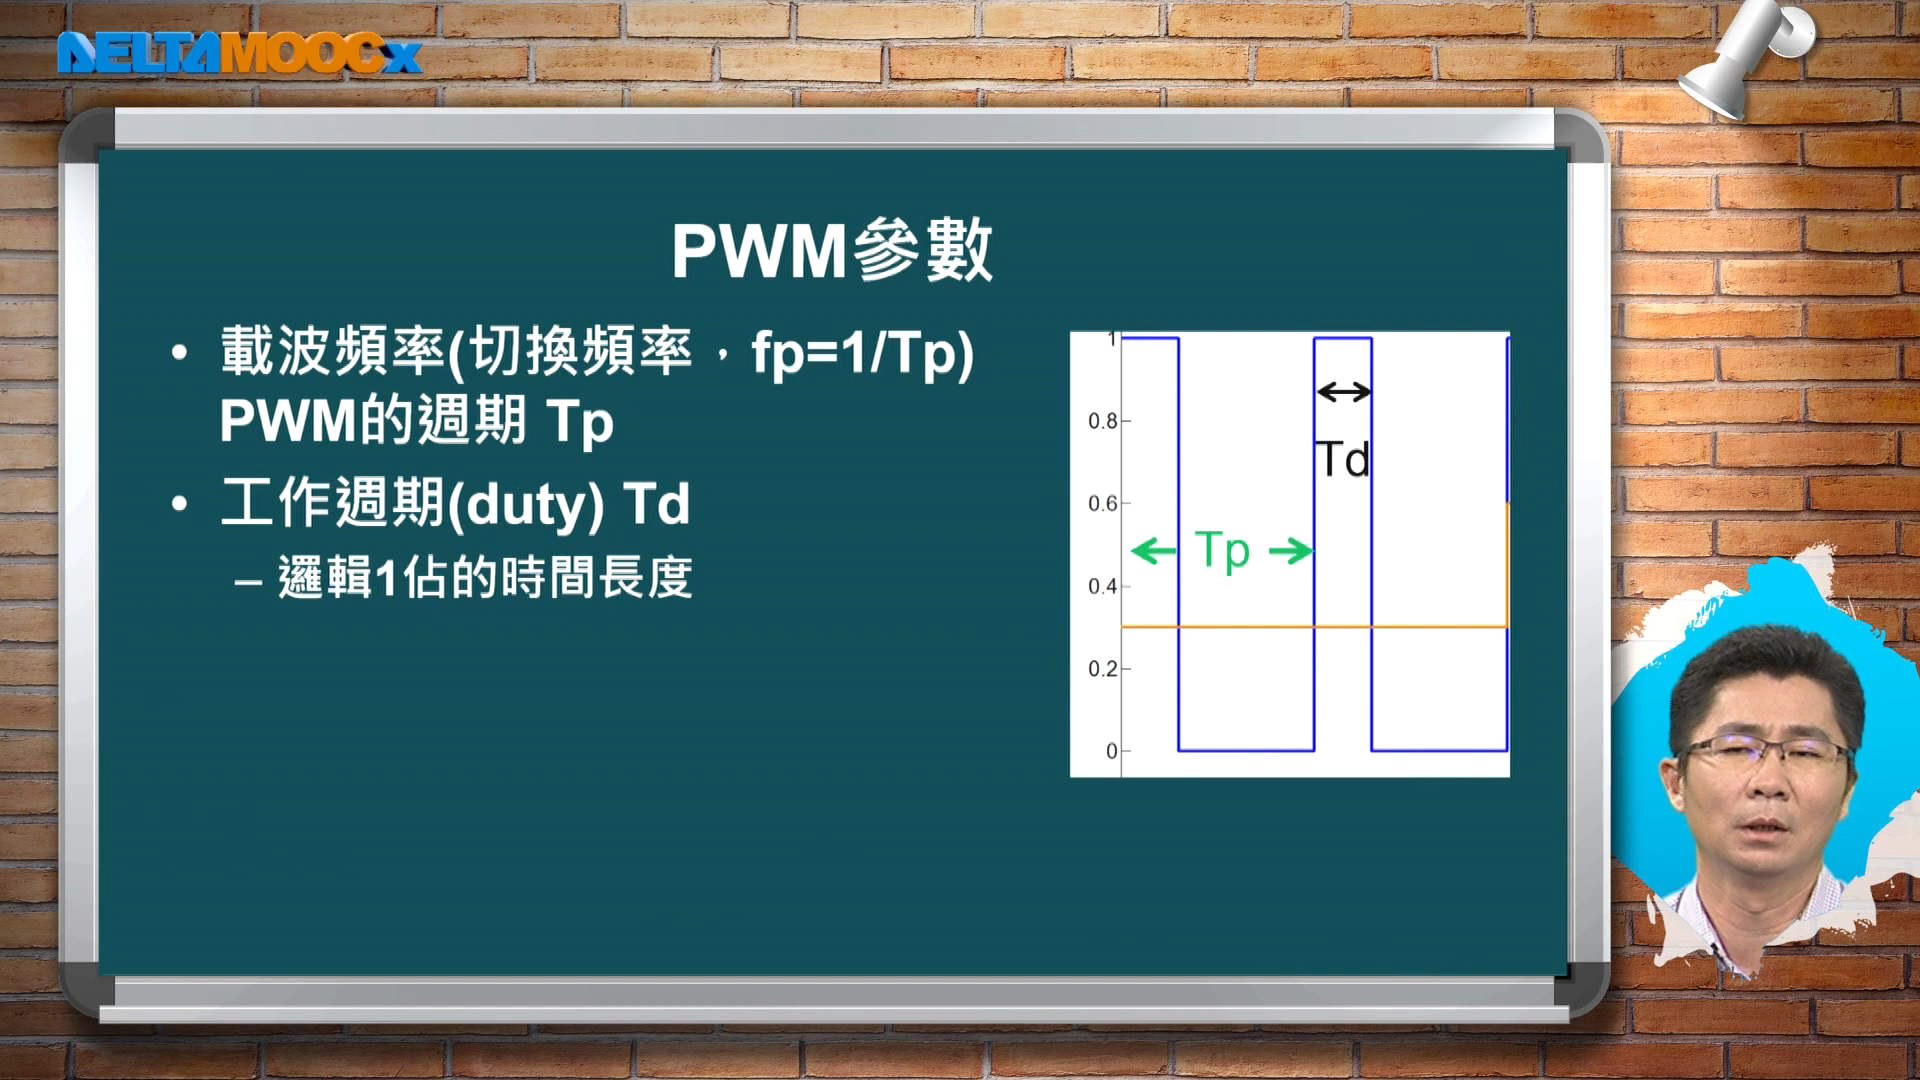 DELTAMOOCx
PWM參數
• 載波頻率(切換頻率，fp=1/Tp)
PWM的週期 Tp
• 工作週期(duty) Td
– 邏輯1佔的時間長度
1
0.8
0.6
0.4
0.2
0
Td
Tp